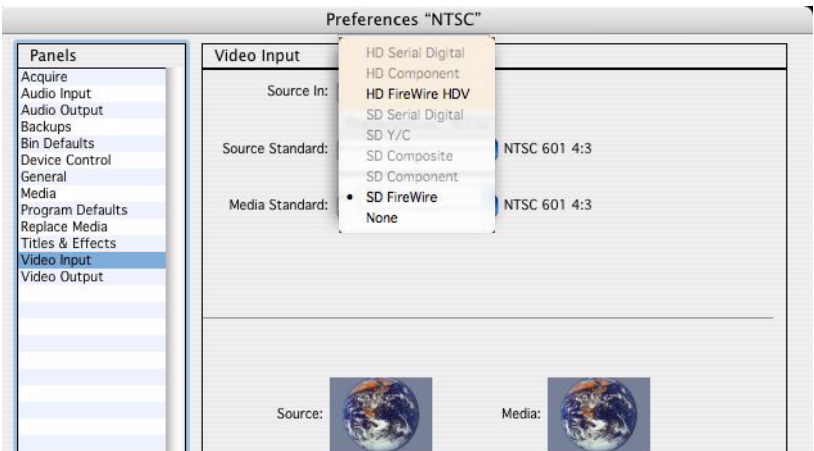 Preferences “NTSC”
Panels
Acquire
Audio Input
Audio Output
Backups
Bin Defaults
Device Control
General
Media
Program Defaults
Replace Media
Titles & Effects
Video Input
Video Output
Video Input
Source In:
HD Serial Digital
HD Component
HD FireWire HDV
SD Serial Digital
SD Y/C
SD Composite
SD Component
• SD FireWire
None
Source Standard: NTSC 601 4:3
Media Standard: NTSC 601 4:3
Source: Media: